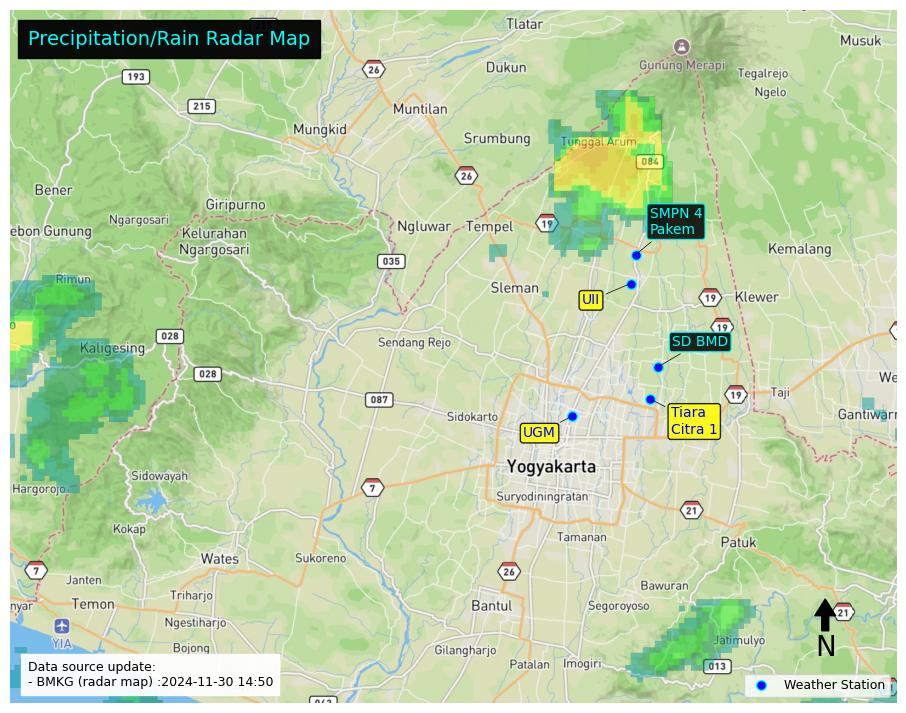 Precipitation/Rain Radar Map
Tlatar
Musuk
26
Dukun
Gunung Merapi
Tegalrejo
193
Ngelo
215
Muntilan
Mungkid
Srumbung
Tunggal Arum
084
26
Bener
Giripurno
Ngargosari
SMPN 4
Pakem
ebon Gunung
Kelurahan
Ngargosari
Ngluwar
Tempel
19
Kemalang
035
Rimun
Sleman
UII
19
Klewer
19
Kaligesing
028
Sendang Rejo
SD BMD
028
087
Sidokarto
19
Taji
We
Tiara
Citra 1
Gantiwarn
UGM
Yogyakarta
Sidowayah
Hargorojo
7
Suryodiningratan
21
Kokap
Tamanan
Patuk
Wates
Sukoreno
7
26
Janten
Bawuran
Triharjo
nyar
Temon
Bantul
Segoroyoso
21
Ngestiharjo
YIA
Jatimulyo
N
Bojong
Gilangharjo
Patalan
Imogiri
013
Data source update:
- BMKG (radar map) :2024-11-30 14:50
Weather Station